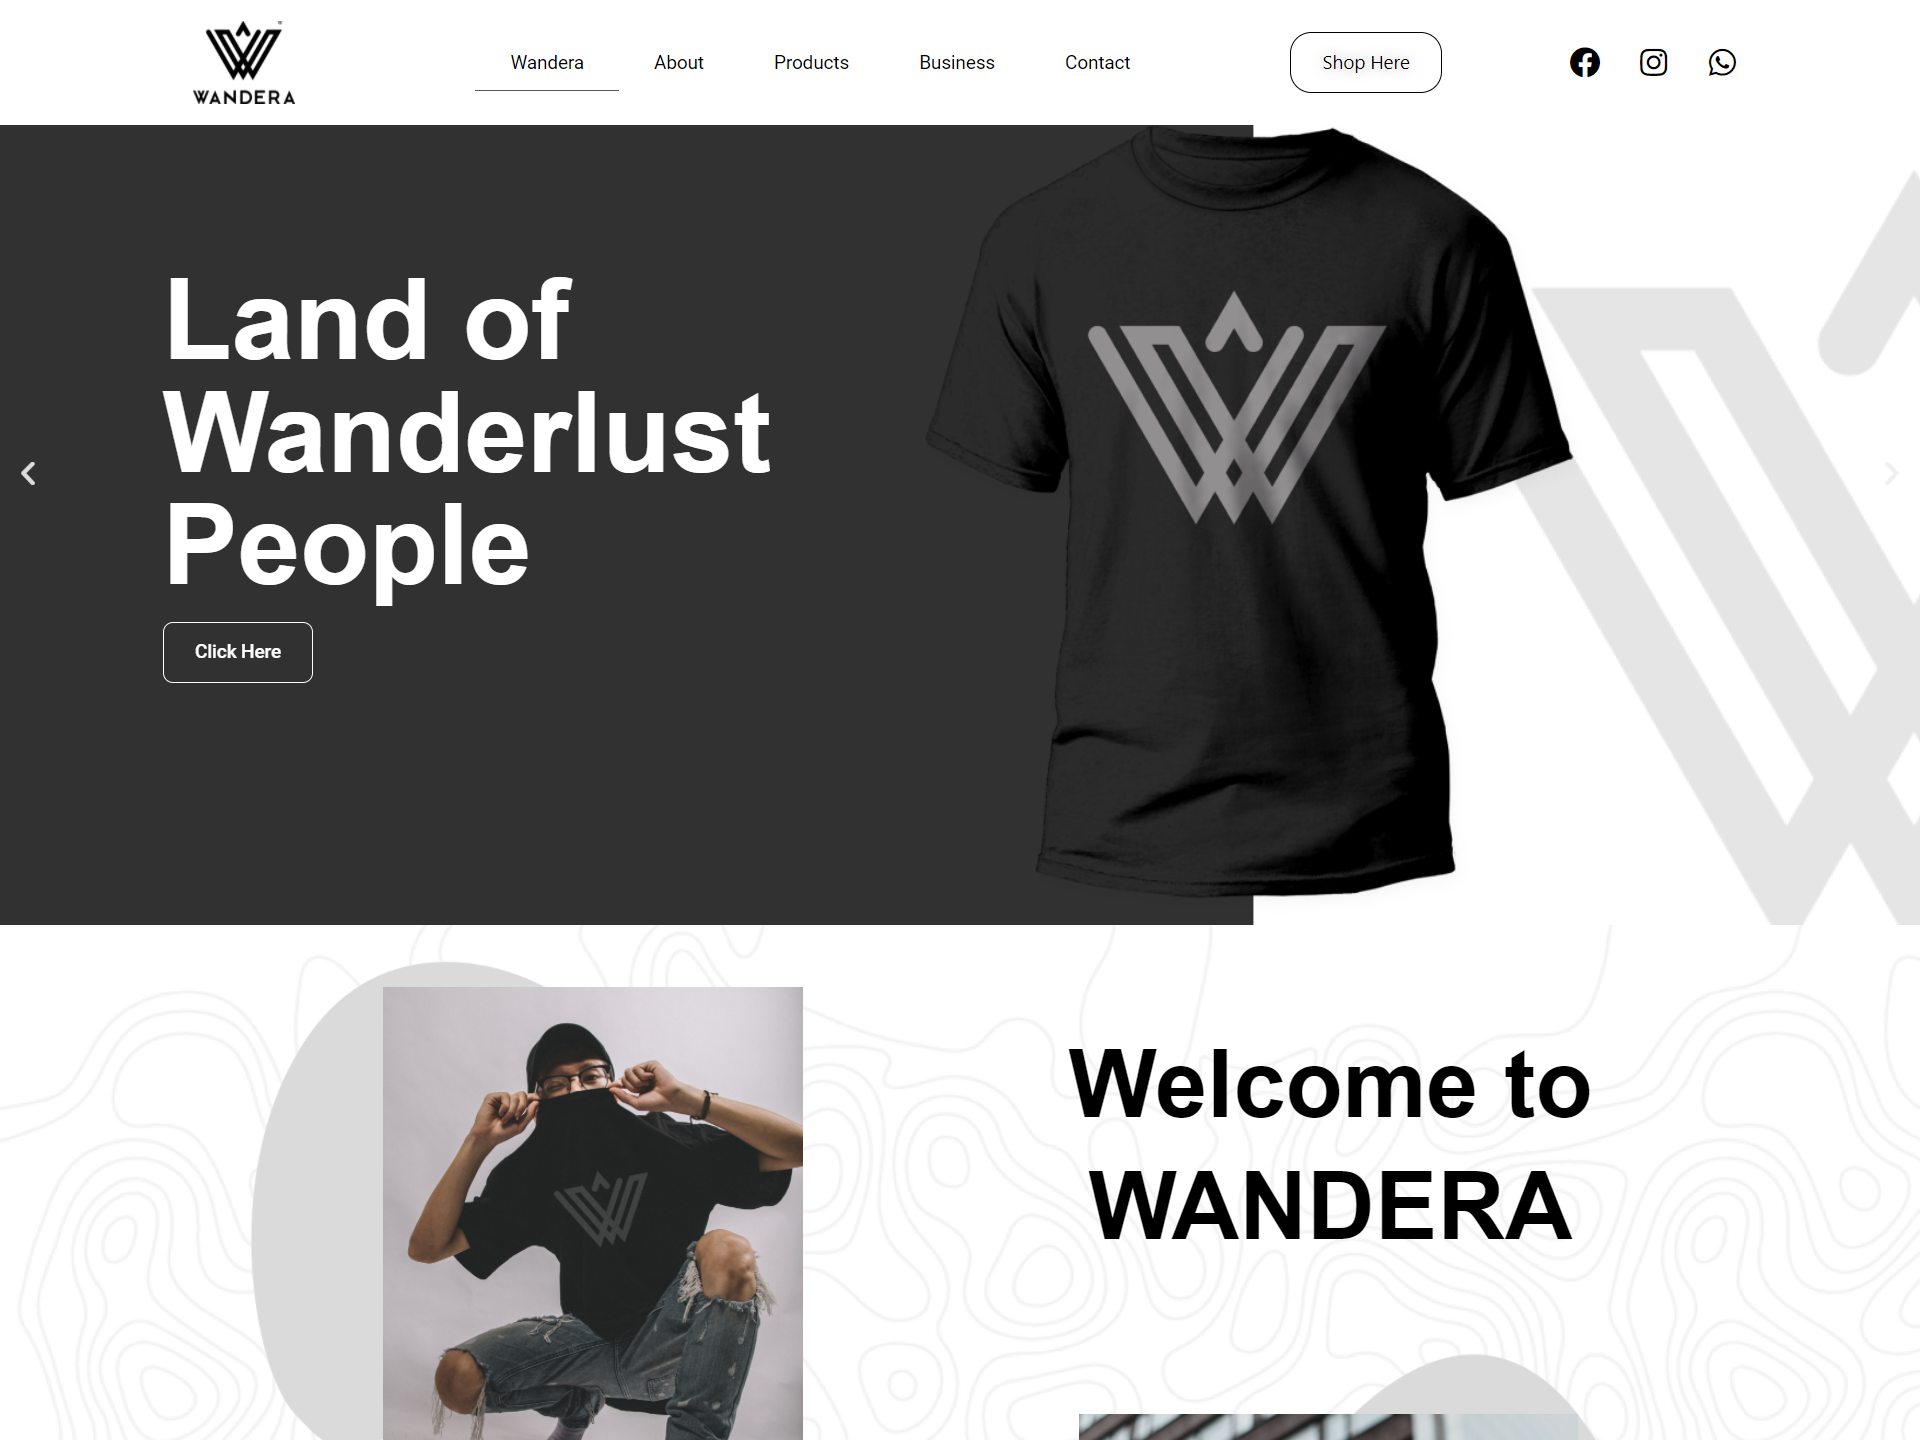 WANDERA
Wandera
About
Products
Business
Contact
Shop Here
Land of
Wanderlust
People
Click Here
Welcome to
WANDERA